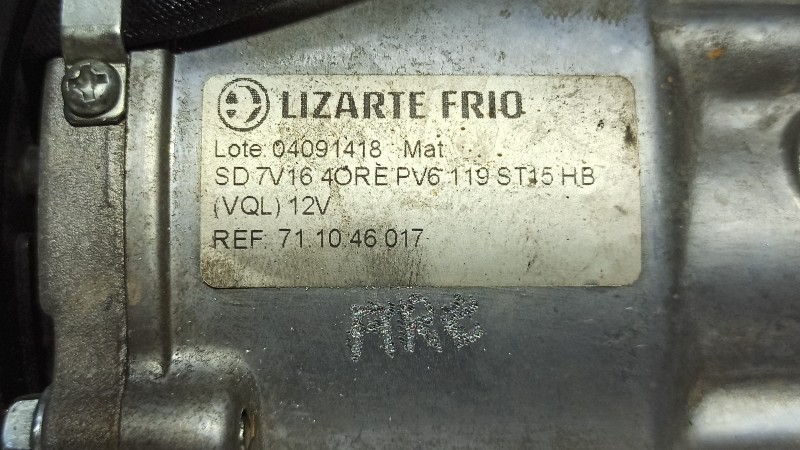 LIZARTE FRIO
Lote: 04091418 Mat
SD 7V16 4ORE PV6 119 ST15 HB
(VQL) 12V
REF: 71.10.46.017
ARE